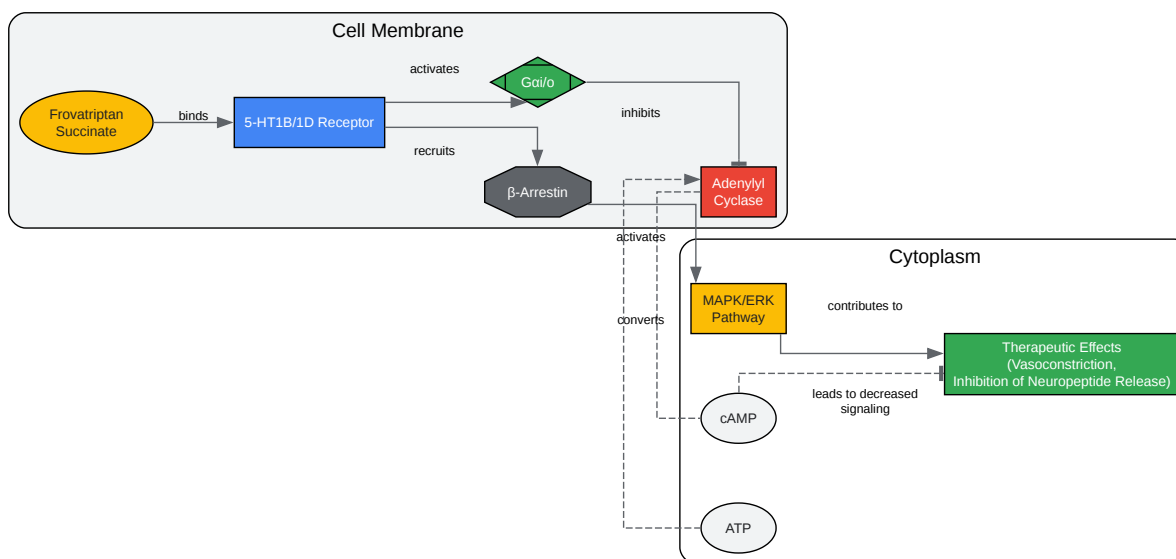 Cell Membrane
activates
Gαi/o
Frovatriptan
Succinate
binds
5-HT1B/1D Receptor
inhibits
recruits
Adenylyl
Cyclase
β-Arrestin
activates
Cytoplasm
MAPK/ERK
Pathway
contributes to
converts
Therapeutic Effects
(Vasoconstriction,
Inhibition of Neuropeptide Release)
leads to decreased
signaling
cAMP
ATP